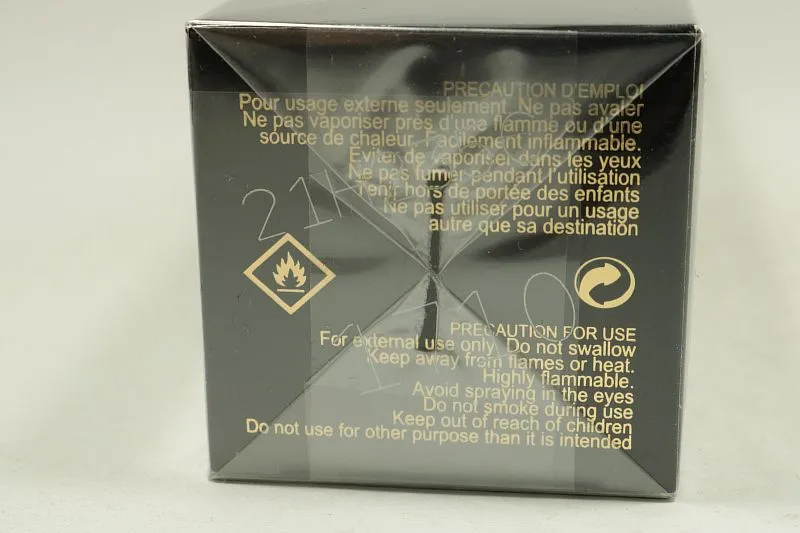 PRECAUTION D'EMPLOI
Pour usage externe seulement. Ne pas avaler
Ne pas vaporiser près d'une flamme ou d'une
source de chaleur. Facilement inflammable.
Eviter de vaporiser dans les yeux
Ne pas fumer pendant l'utilisation
Tenir hors de portée des enfants
Ne pas utiliser pour un usage
autre que sa destination
PRECAUTION FOR USE
For external use only. Do not swallow
Keep away from flames or heat.
Highly flammable.
Avoid spraying in the eyes
Do not smoke during use
Keep out of reach of children
Do not use for other purpose than it is intended